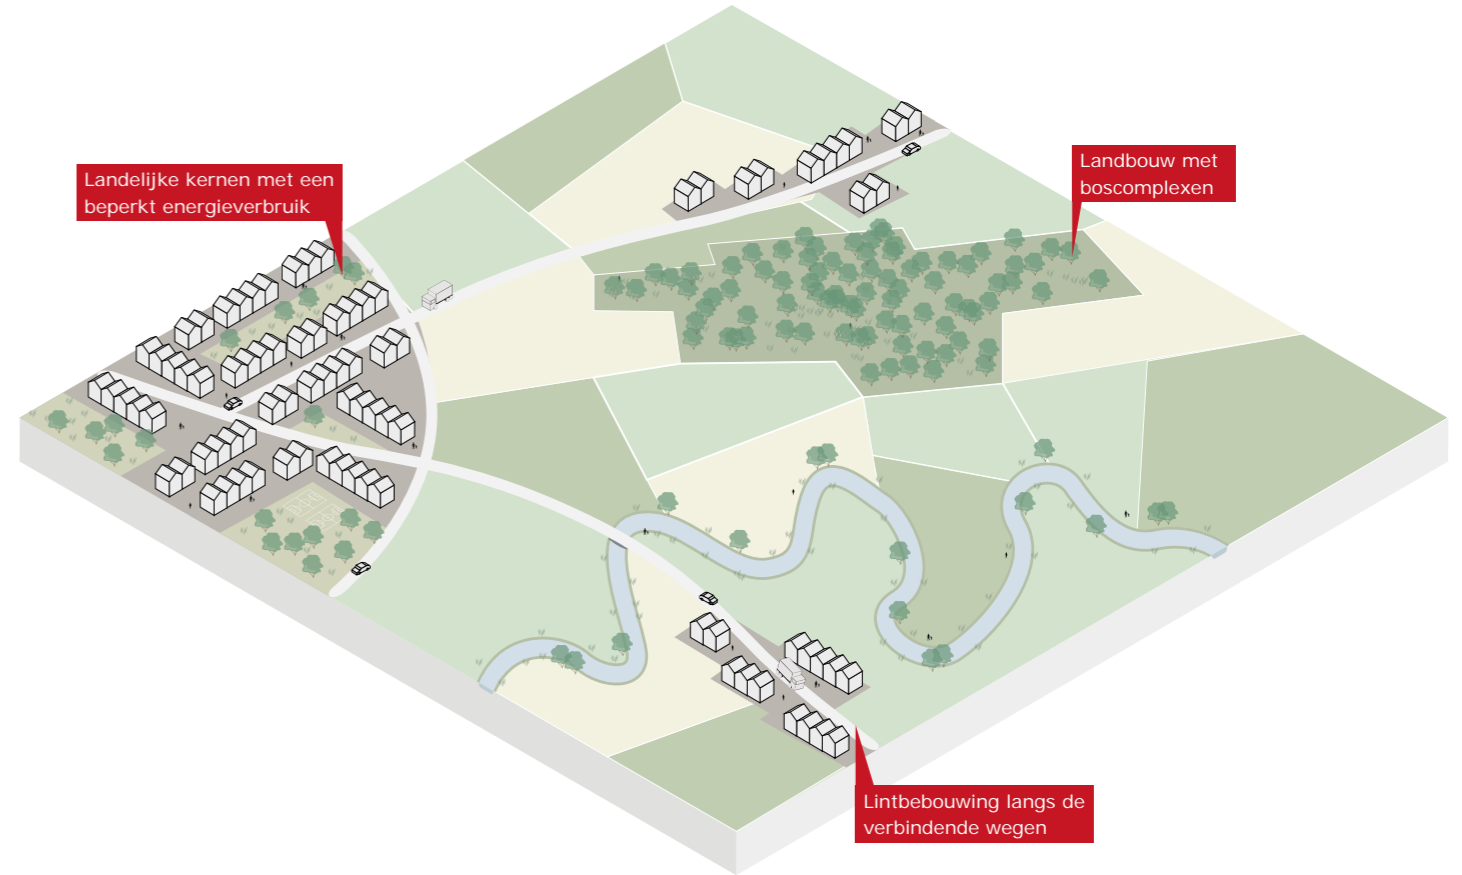 Landelijke kernen met een
beperkt energieverbruik
Landbouw met
boscomplexen
Lintbebouwing langs de
verbindende wegen